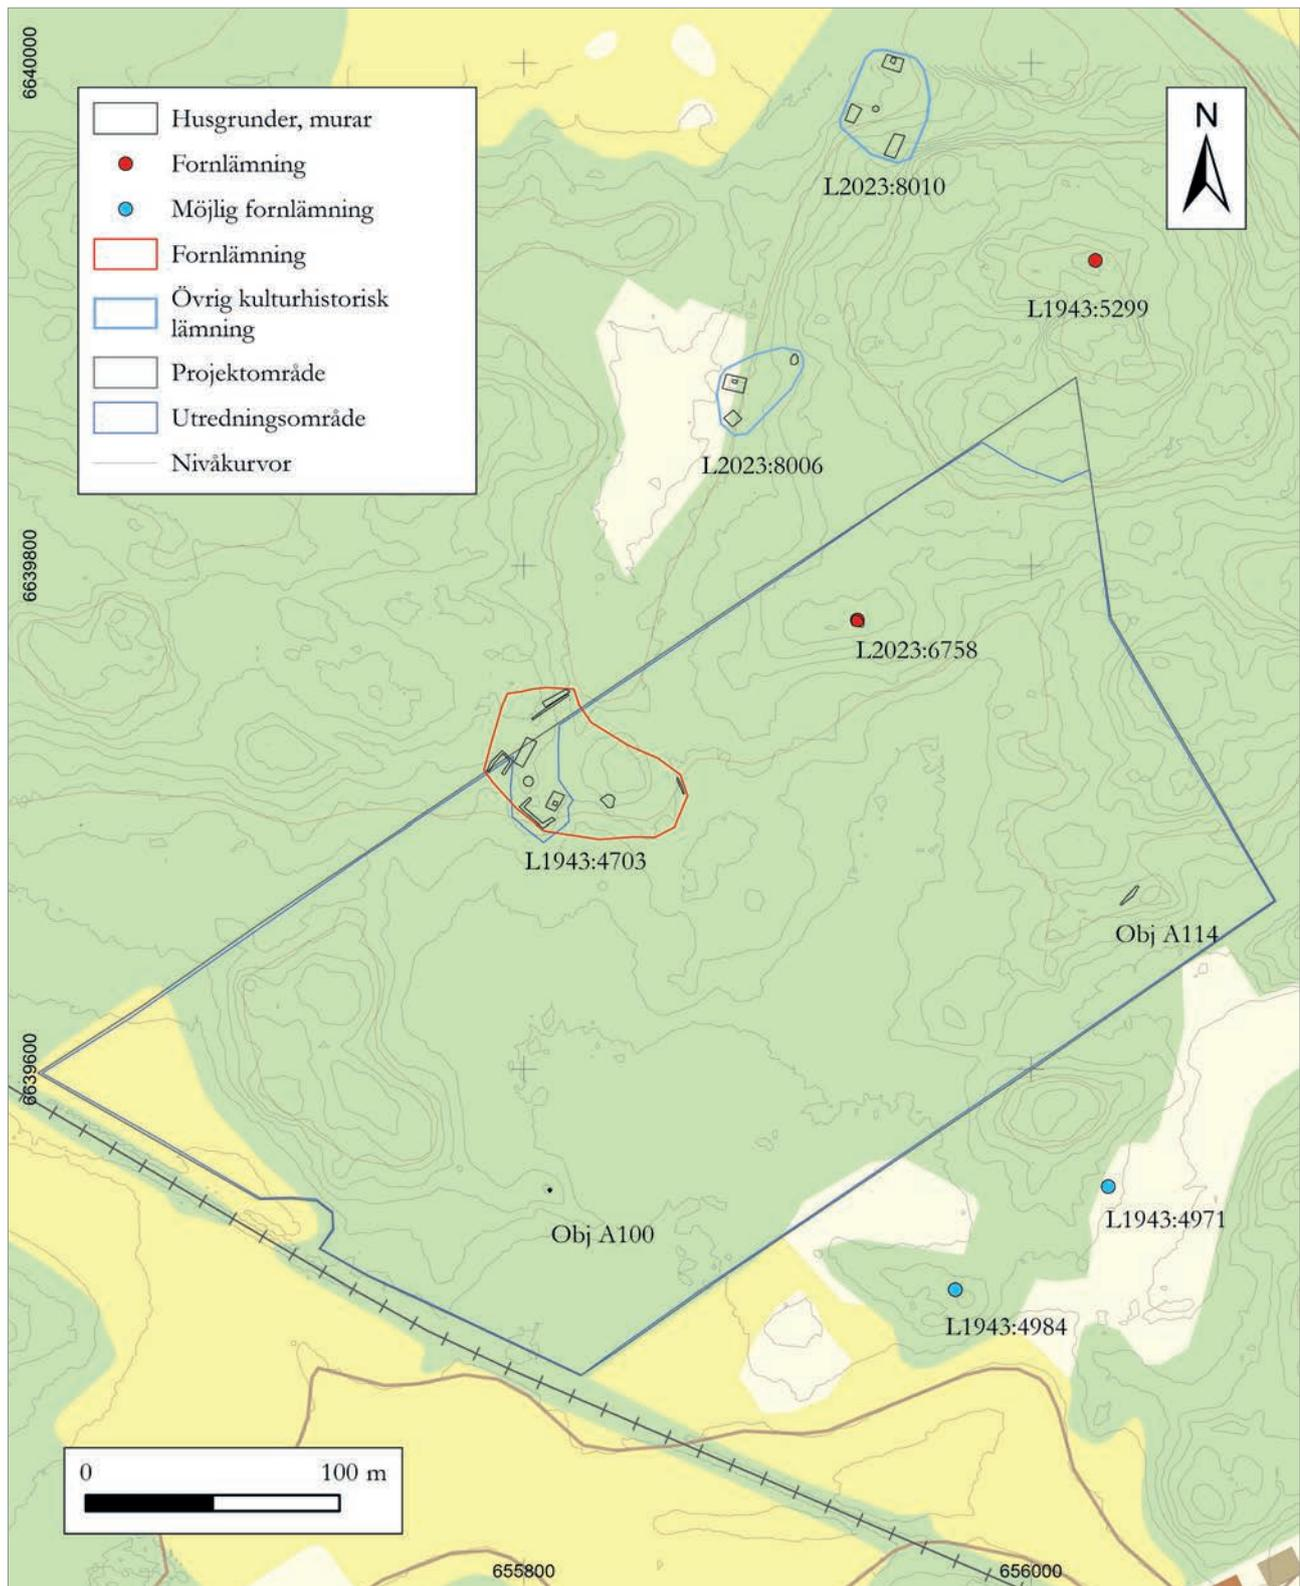 6640000
Husgrunder, murar
Fornlämning
Möjlig fornlämning
Fornlämning
Övrig kulturhistorisk
lämning
Projektområde
Utredningsområde
Nivåkurvor
N
L2023:8010
L1943:5299
L2023:8006
6639800
L2023:6758
L1943:4703
Obj A114
6639600
L1943:4971
Obj A100
L1943:4984
0 100 m
655800
656000